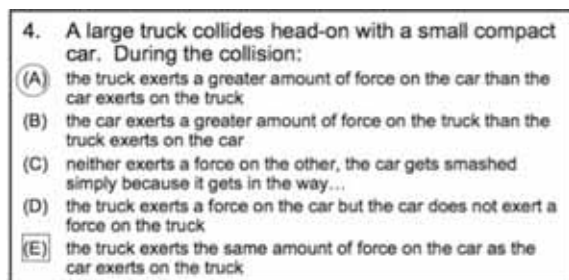 4. A large truck collides head-on with a small compact
car. During the collision:
(A) the truck exerts a greater amount of force on the car than the
car exerts on the truck
(B) the car exerts a greater amount of force on the truck than the
truck exerts on the car
(C) neither exerts a force on the other, the car gets smashed
simply because it gets in the way…
(D) the truck exerts a force on the car but the car does not exert a
force on the truck
(E) the truck exerts the same amount of force on the car as the
car exerts on the truck